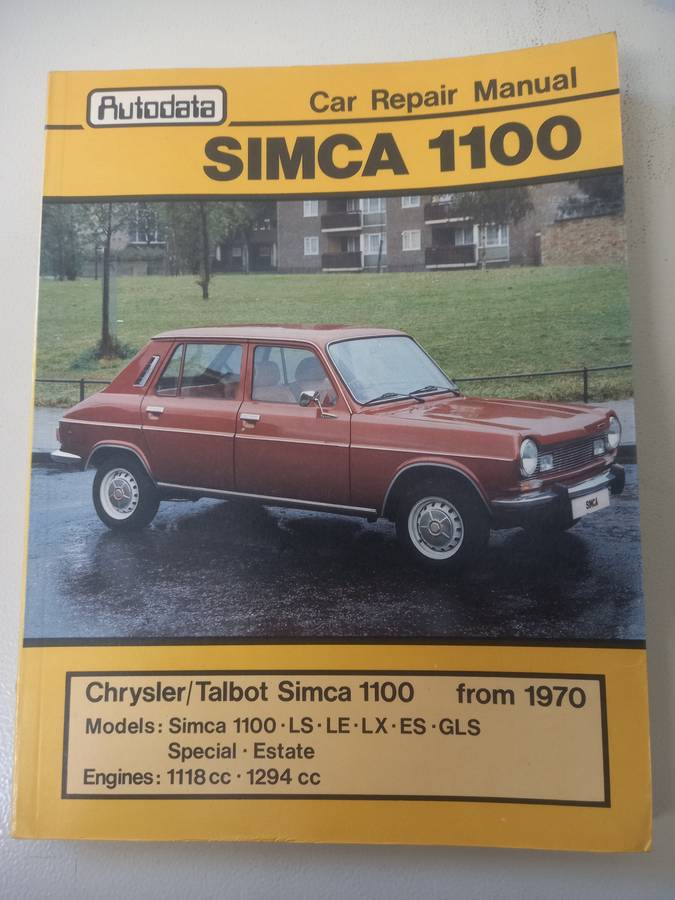 Autodata
Car Repair Manual
SIMCA 1100
SIMCA
Chrysler/Talbot Simca 1100 from 1970
Models: Simca 1100 · LS · LE · LX · ES · GLS
Special · Estate
Engines: 1118 cc · 1294 cc